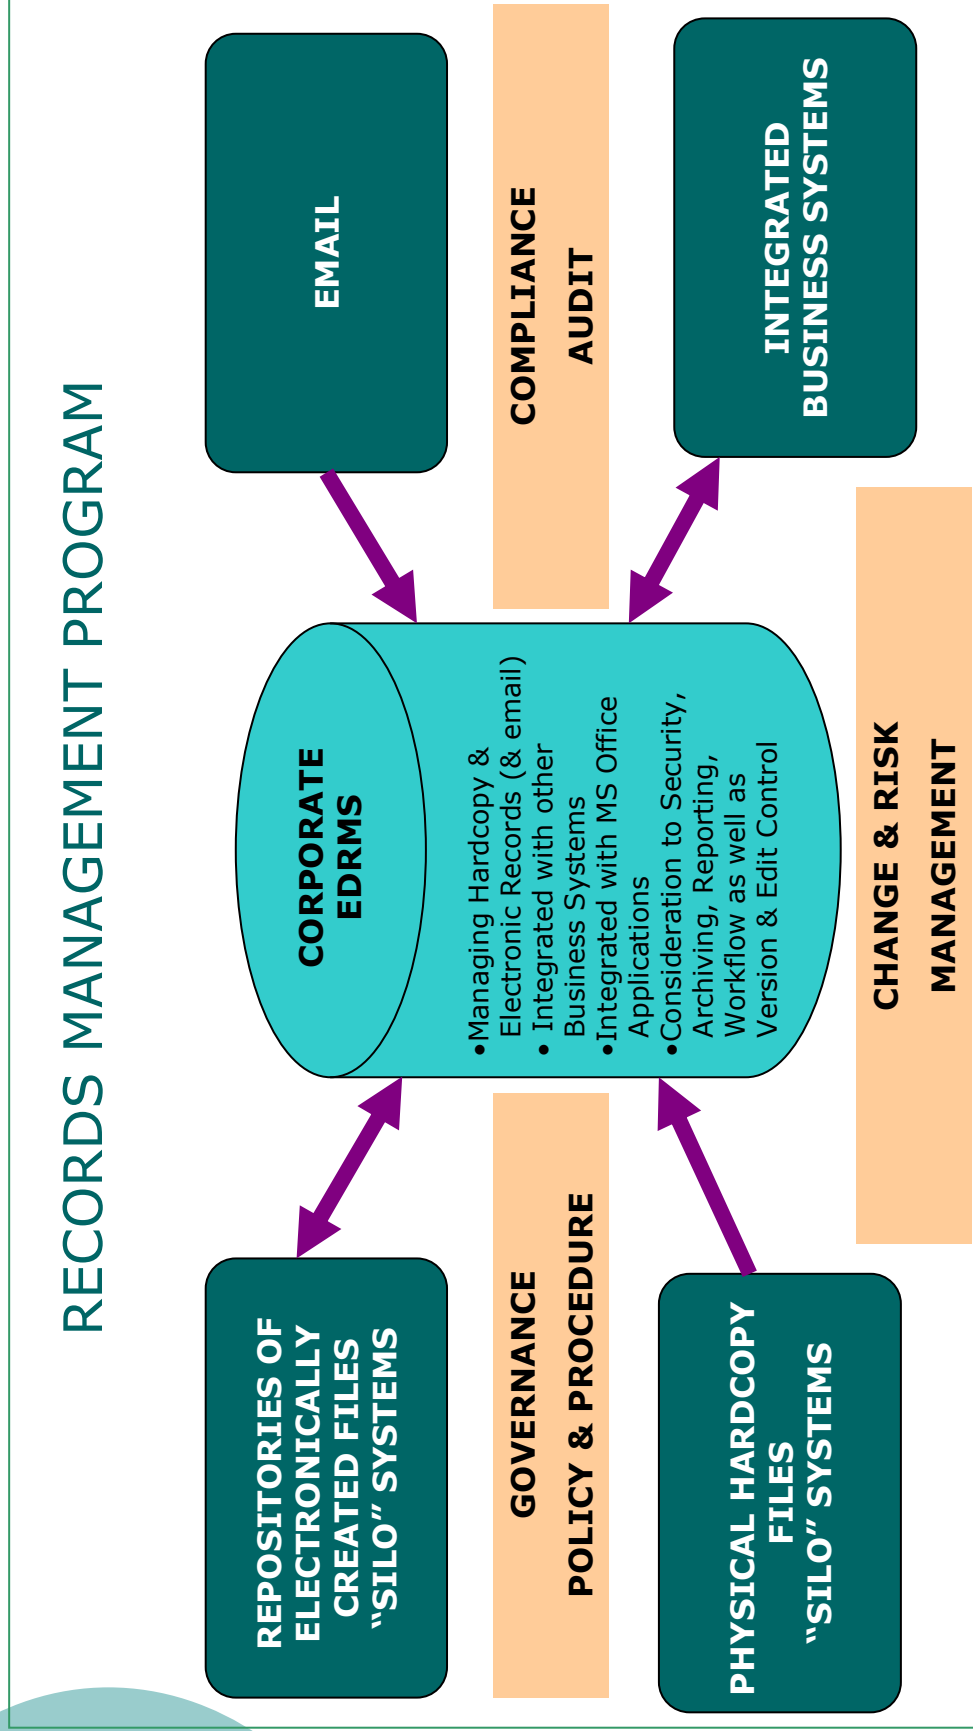 RECORDS MANAGEMENT PROGRAM
REPOSITORIES OF
ELECTRONICALLY
CREATED FILES
“SILO” SYSTEMS
CORPORATE
EDRMS
EMAIL
GOVERNANCE
POLICY & PROCEDURE
•Managing Hardcopy &
Electronic Records (& email)
• Integrated with other
Business Systems
•Integrated with MS Office
Applications
•Consideration to Security,
Archiving, Reporting,
Workflow as well as
Version & Edit Control
COMPLIANCE
AUDIT
PHYSICAL HARDCOPY
FILES
“SILO” SYSTEMS
INTEGRATED
BUSINESS SYSTEMS
CHANGE & RISK
MANAGEMENT